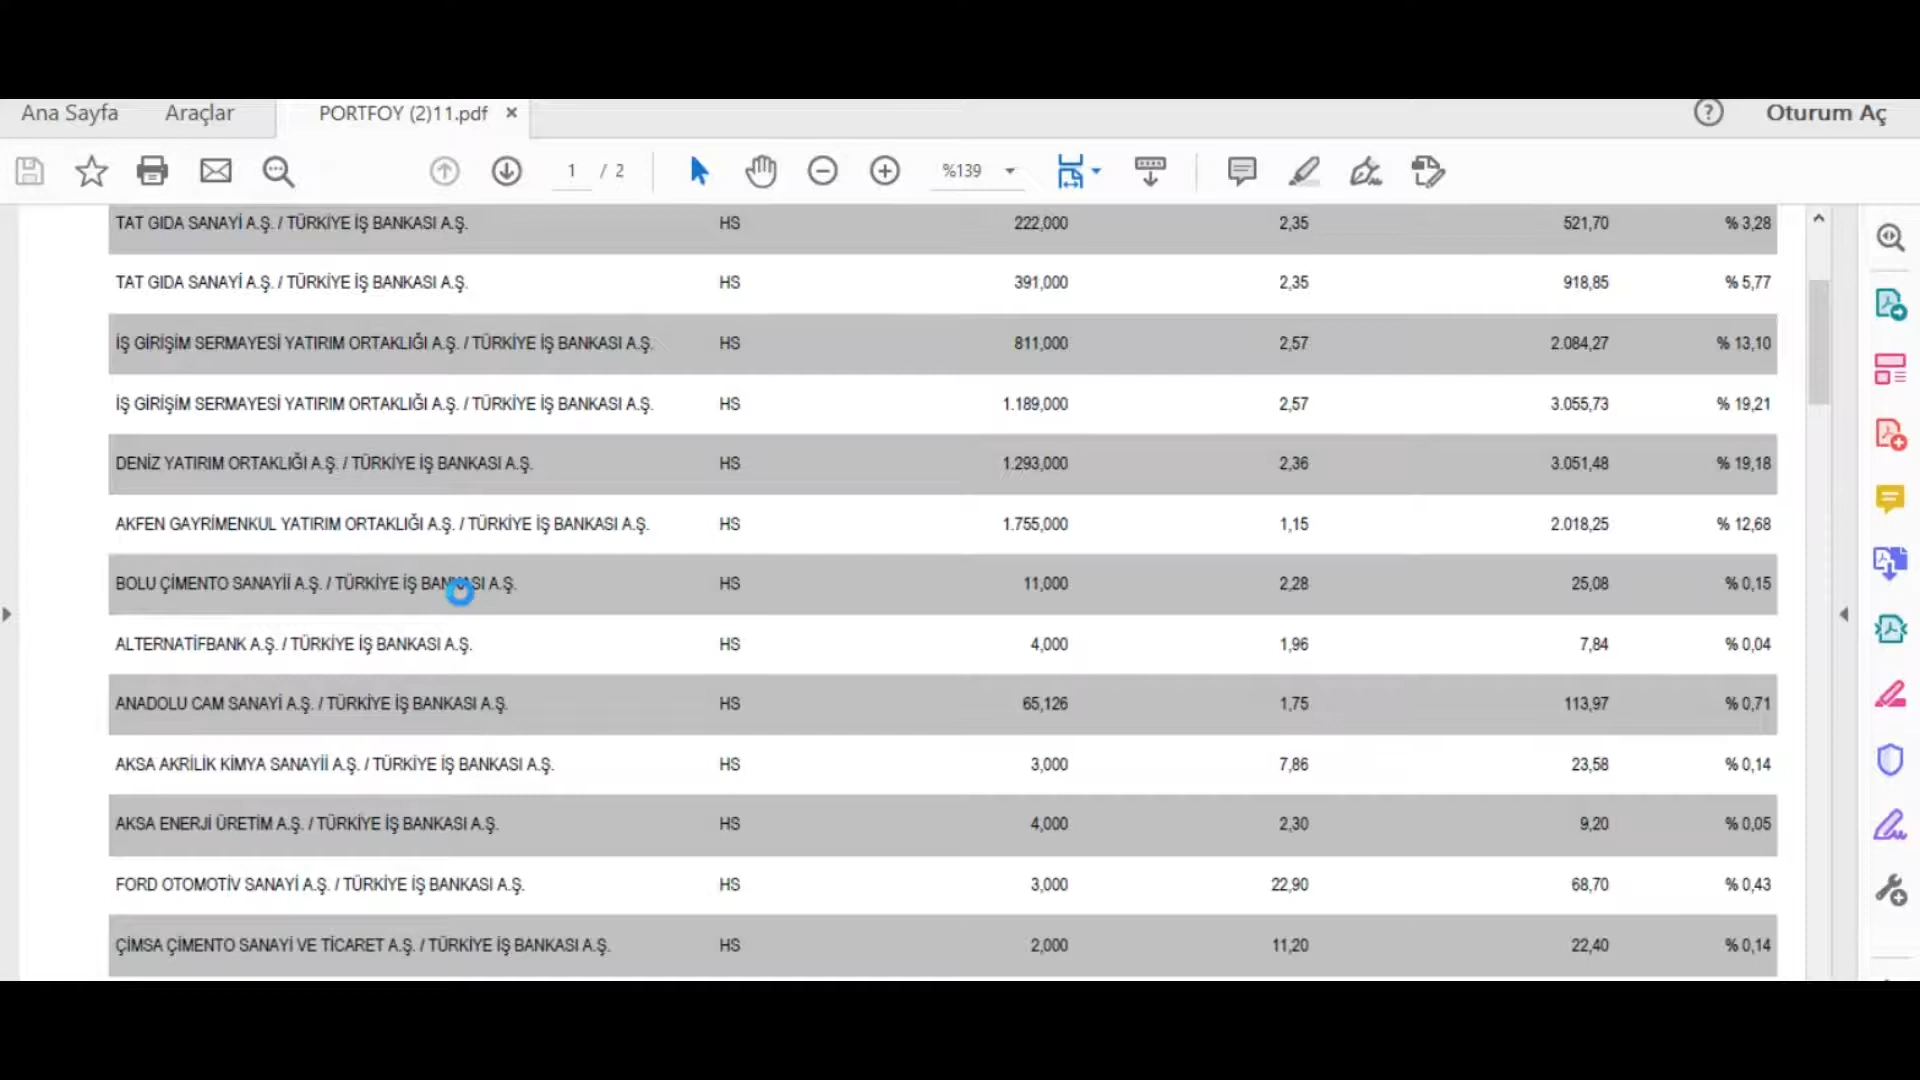 Ana Sayfa Araçlar PORTFOY (2)11.pdf × ? Oturum Aç
1 / 2 %139
TAT GIDA SANAYİ A.Ş. / TÜRKİYE İŞ BANKASI A.Ş. HS 222,000 2,35 521,70 % 3,28
TAT GIDA SANAYİ A.Ş. / TÜRKİYE İŞ BANKASI A.Ş. HS 391,000 2,35 918,85 % 5,77
İŞ GİRİŞİM SERMAYESİ YATIRIM ORTAKLIĞI A.Ş. / TÜRKİYE İŞ BANKASI A.Ş. HS 811,000 2,57 2.084,27 % 13,10
İŞ GİRİŞİM SERMAYESİ YATIRIM ORTAKLIĞI A.Ş. / TÜRKİYE İŞ BANKASI A.Ş. HS 1.189,000 2,57 3.055,73 % 19,21
DENİZ YATIRIM ORTAKLIĞI A.Ş. / TÜRKİYE İŞ BANKASI A.Ş. HS 1.293,000 2,36 3.051,48 % 19,18
AKFEN GAYRİMENKUL YATIRIM ORTAKLIĞI A.Ş. / TÜRKİYE İŞ BANKASI A.Ş. HS 1.755,000 1,15 2.018,25 % 12,68
BOLU ÇİMENTO SANAYİİ A.Ş. / TÜRKİYE İŞ BANKASI A.Ş. HS 11,000 2,28 25,08 % 0,15
ALTERNATİFBANK A.Ş. / TÜRKİYE İŞ BANKASI A.Ş. HS 4,000 1,96 7,84 % 0,04
ANADOLU CAM SANAYİ A.Ş. / TÜRKİYE İŞ BANKASI A.Ş. HS 65,126 1,75 113,97 % 0,71
AKSA AKRİLİK KİMYA SANAYİİ A.Ş. / TÜRKİYE İŞ BANKASI A.Ş. HS 3,000 7,86 23,58 % 0,14
AKSA ENERJİ ÜRETİM A.Ş. / TÜRKİYE İŞ BANKASI A.Ş. HS 4,000 2,30 9,20 % 0,05
FORD OTOMOTİV SANAYİ A.Ş. / TÜRKİYE İŞ BANKASI A.Ş. HS 3,000 22,90 68,70 % 0,43
ÇİMSA ÇİMENTO SANAYİ VE TİCARET A.Ş. / TÜRKİYE İŞ BANKASI A.Ş. HS 2,000 11,20 22,40 % 0,14